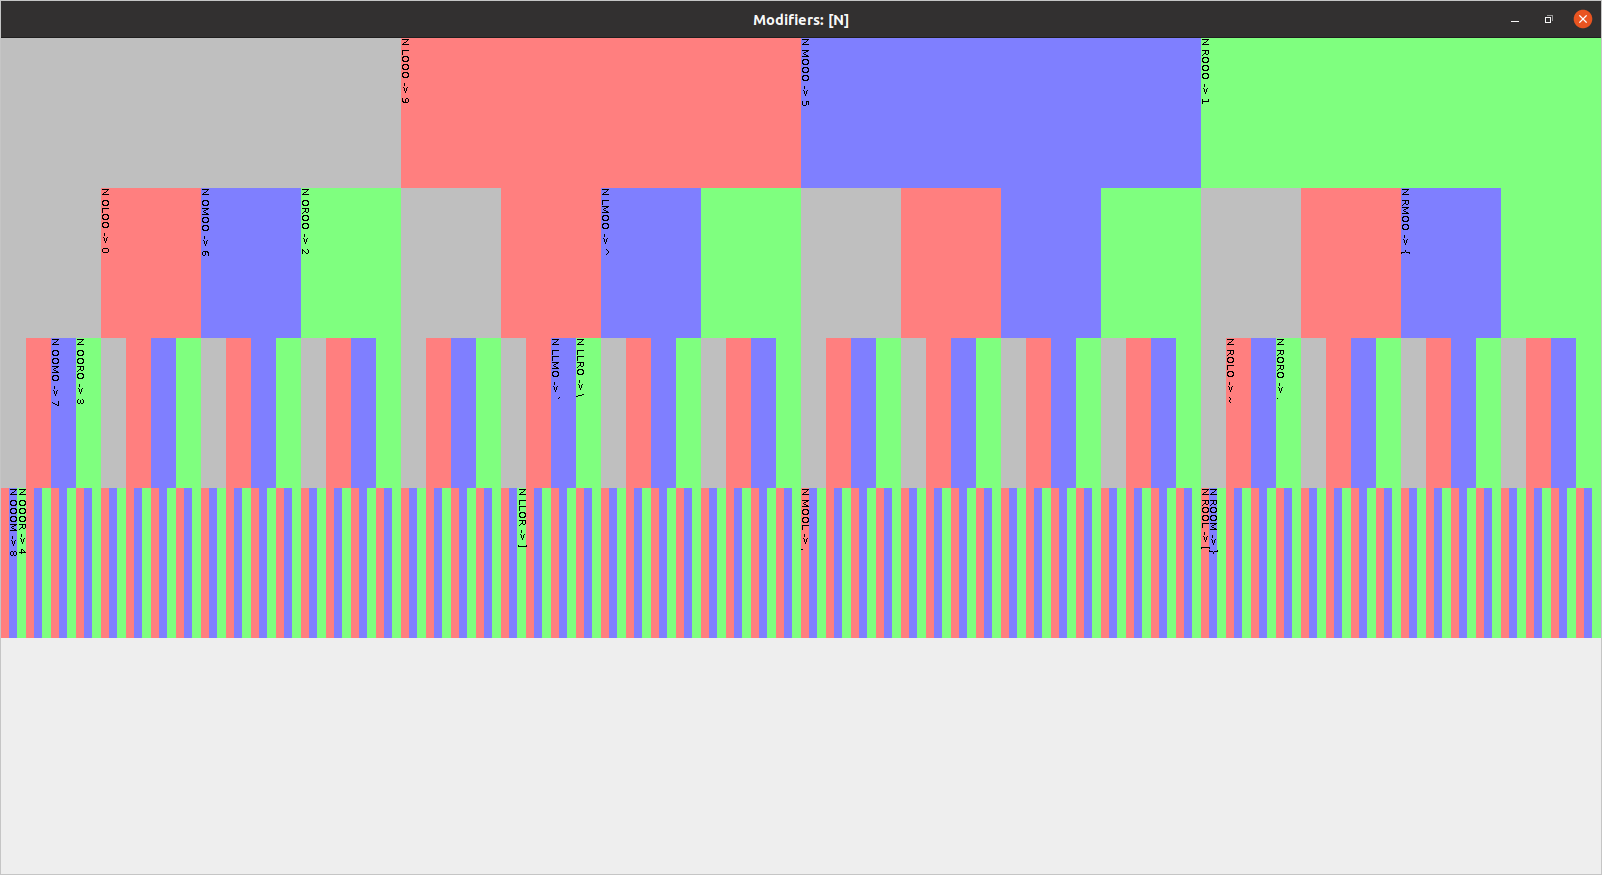 Modifiers: [N]
N LOOO -> 9
N MOOO -> 5
N ROOO -> 1
N OLOO -> 0
N OMOO -> 6
N OROO -> 2
N LMOO -> ^
N RMOO -> {
N OOMO -> 7
N OORO -> 3
N LLMO -> `
N LLRO -> \
N ROLO -> ~
N RORO -> .
N OOOM -> 8
N OOOR -> 4
N LLOR -> ]
N MOOL -> ,
N ROOL -> [
N ROOM -> }